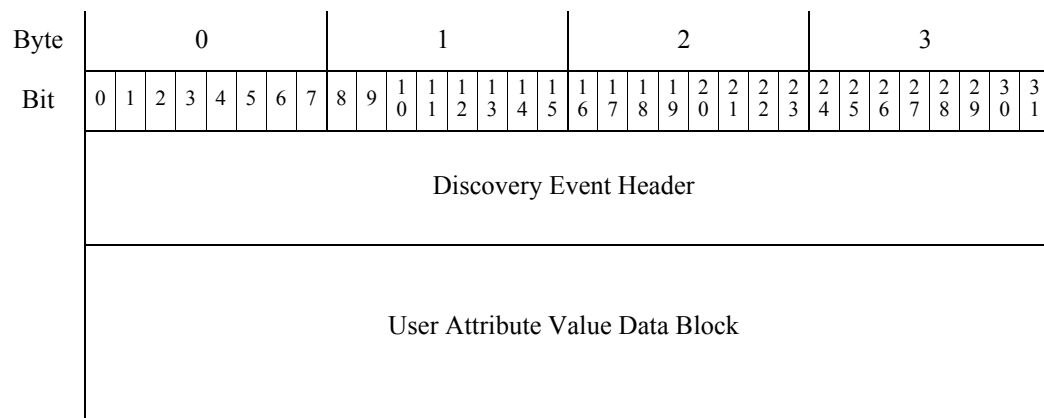 Byte 0 1 2 3
Bit 0 1 2 3 4 5 6 7 8 9 10 11 12 13 14 15 16 17 18 19 20 21 22 23 24 25 26 27 28 29 30 31
Discovery Event Header
User Attribute Value Data Block